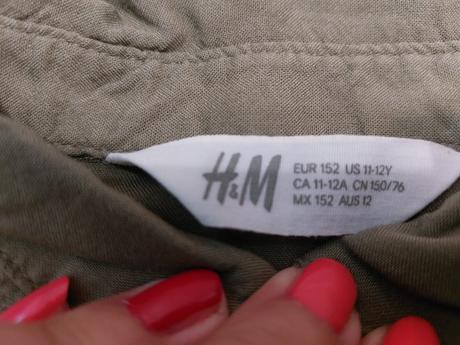 H&M
EUR 152 US 11-12Y
CA 11-12A CN 150/76
MX 152 AUS 12